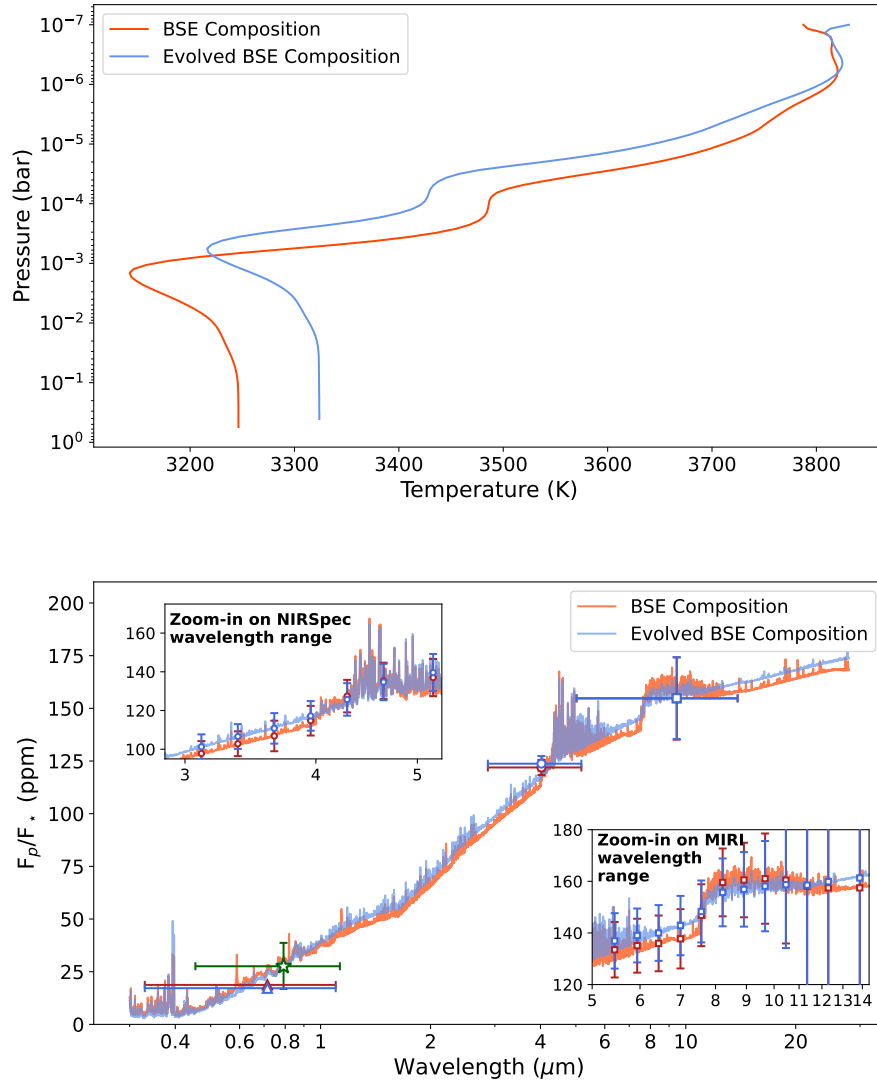 BSE Composition
Evolved BSE Composition
10⁻⁷
10⁻⁶
10⁻⁵
10⁻⁴
10⁻³
10⁻²
10⁻¹
10⁰
Pressure (bar)
3200 3300 3400 3500 3600 3700 3800
Temperature (K)
BSE Composition
Evolved BSE Composition
Zoom-in on NIRSpec
wavelength range
160
140
120
100
3 4 5
200
175
150
125
100
75
50
25
0
Fₚ/F⋆ (ppm)
Zoom-in on MIRI
wavelength
range
180
160
140
120
5 6 7 8 9 10 11 12 13 14
0.4 0.6 0.8 1 2 4 6 8 10 20
Wavelength (μm)